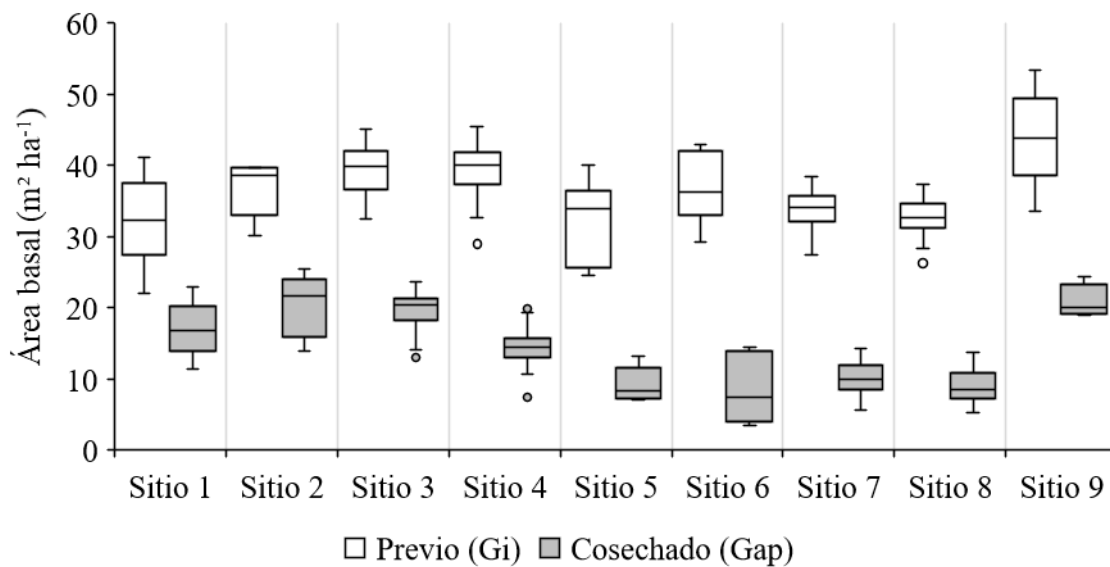 Área basal (m² ha⁻¹)
60
50
40
30
20
10
0
Sitio 1 Sitio 2 Sitio 3 Sitio 4 Sitio 5 Sitio 6 Sitio 7 Sitio 8 Sitio 9
Previo (Gi) Cosechado (Gap)